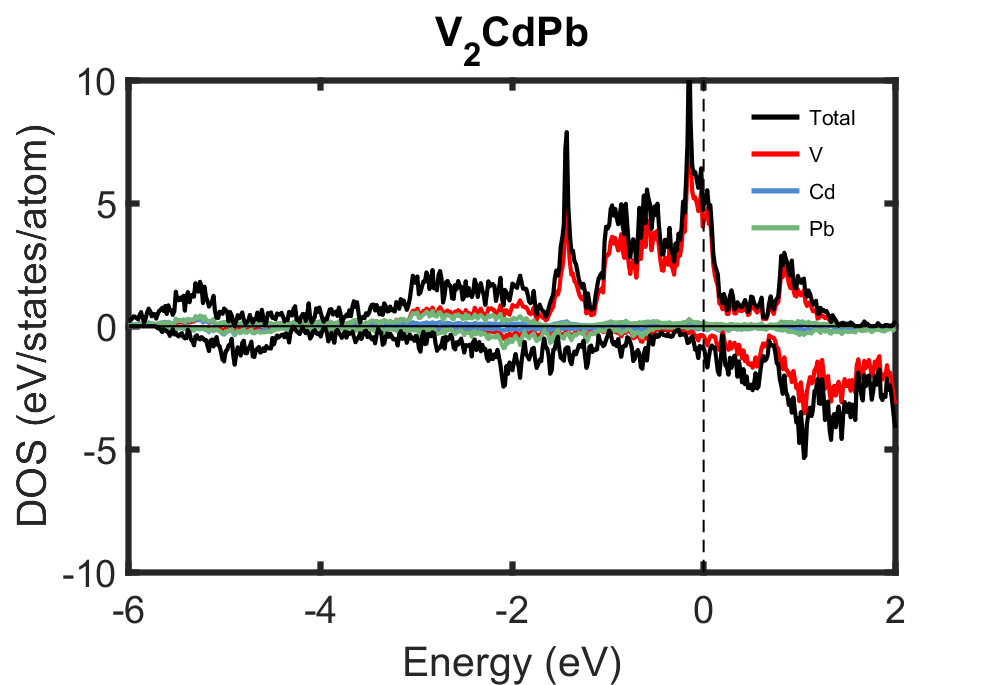 V2CdPb
DOS (eV/states/atom)
10
5
0
-5
-10
Total
V
Cd
Pb
-6 -4 -2 0 2
Energy (eV)